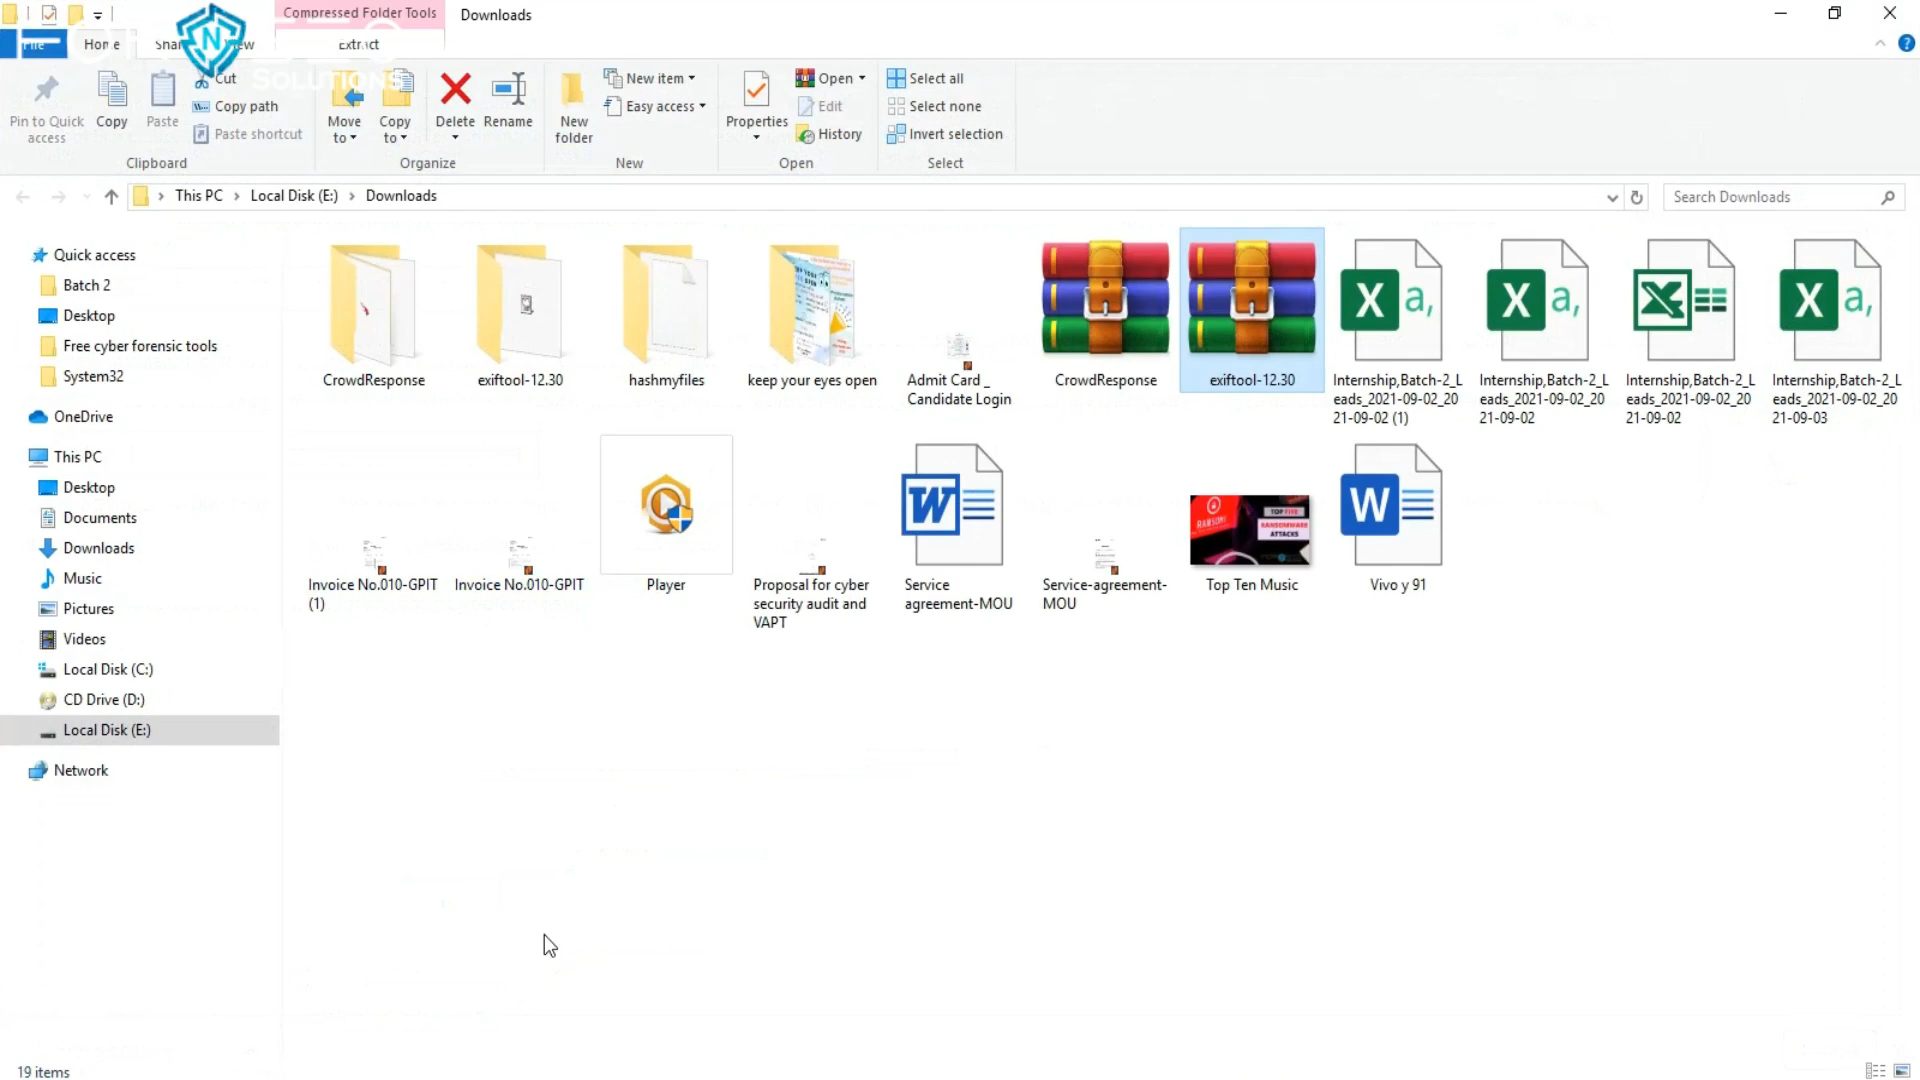 Compressed Folder Tools
Downloads
Home
Extract
SOLUTIONS
Pin to Quick
access
Copy
Paste
Cut
Copy path
Paste shortcut
Move
to
Copy
to
Delete
Rename
New
folder
New item
Easy access
Properties
Open
Edit
History
Select all
Select none
Invert selection
Clipboard
Organize
New
Open
Select
This PC
Local Disk (E:)
Downloads
Search Downloads
Quick access
Batch 2
Desktop
Free cyber forensic tools
System32
OneDrive
This PC
Desktop
Documents
Downloads
Music
Pictures
Videos
Local Disk (C:)
CD Drive (D:)
Local Disk (E:)
Network
CrowdResponse
exiftool-12.30
hashmyfiles
keep your eyes open
Admit Card _
Candidate Login
CrowdResponse
exiftool-12.30
Internship,Batch-2_L
eads_2021-09-02_20
21-09-02 (1)
Internship,Batch-2_L
eads_2021-09-02_20
21-09-02
Internship,Batch-2_L
eads_2021-09-02_20
21-09-02
Internship,Batch-2_L
eads_2021-09-02_20
21-09-03
Invoice No.010-GPIT
(1)
Invoice No.010-GPIT
Player
Proposal for cyber
security audit and
VAPT
Service
agreement-MOU
Service-agreement-
MOU
TOP FIVE
RANSOMWARE
ATTACKS
Top Ten Music
Vivo y 91
19 items